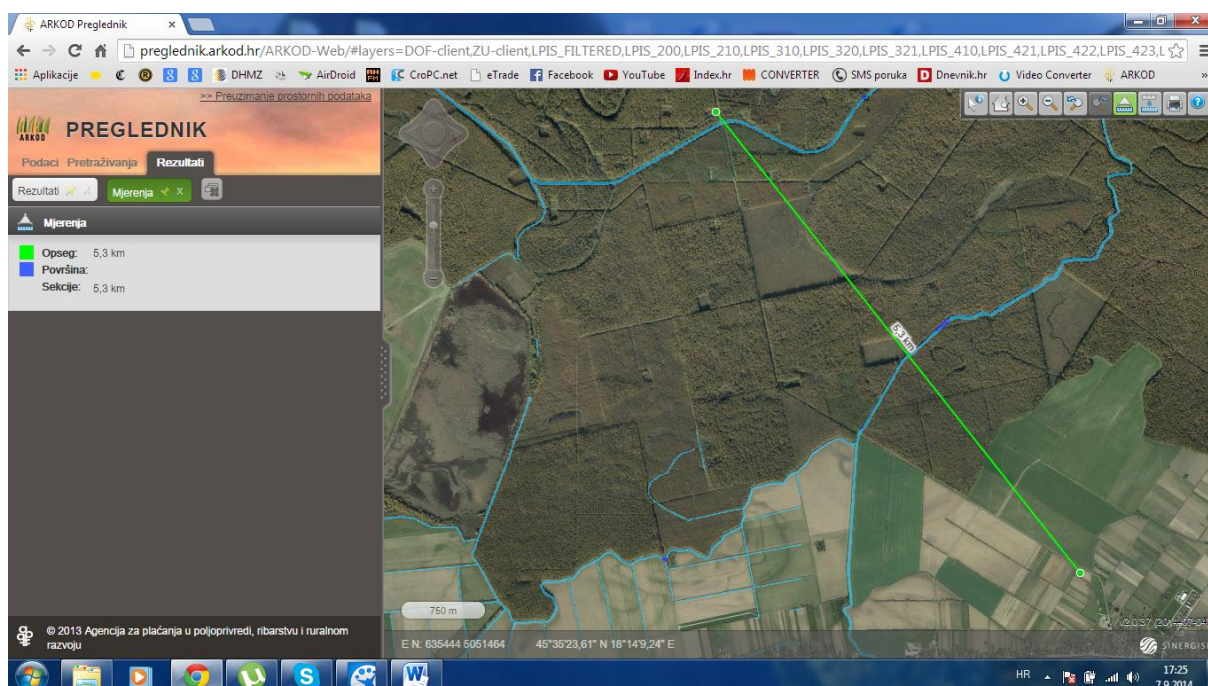 ARKOD Preglednik
preglednik.arkod.hr/ARKOD-Web/#layers=DOF-client,ZU-client,LPIS_FILTERED,LPIS_200,LPIS_210,LPIS_310,LPIS_320,LPIS_321,LPIS_410,LPIS_421,LPIS_422,LPIS_423,L
Aplikacije DHMZ AirDroid CroPC.net eTrade Facebook YouTube Index.hr CONVERTER SMS poruka Dnevnik.hr Video Converter ARKOD »
>> Preuzimanje prostornih podataka
ARKOD PREGLEDNIK
Podaci Pretraživanja Rezultati
Rezultati Mjerenja x
Mjerenja
Opseg: 5,3 km
Površina:
Sekcije: 5,3 km
5,3 km
750 m
E N: 635444 5051464 45°35'23,61" N 18°14'9,24" E
SINERGISE
© 2013 Agencija za plaćanja u poljoprivredi, ribarstvu i ruralnom
razvoju
HR 17:25
7.9.2014